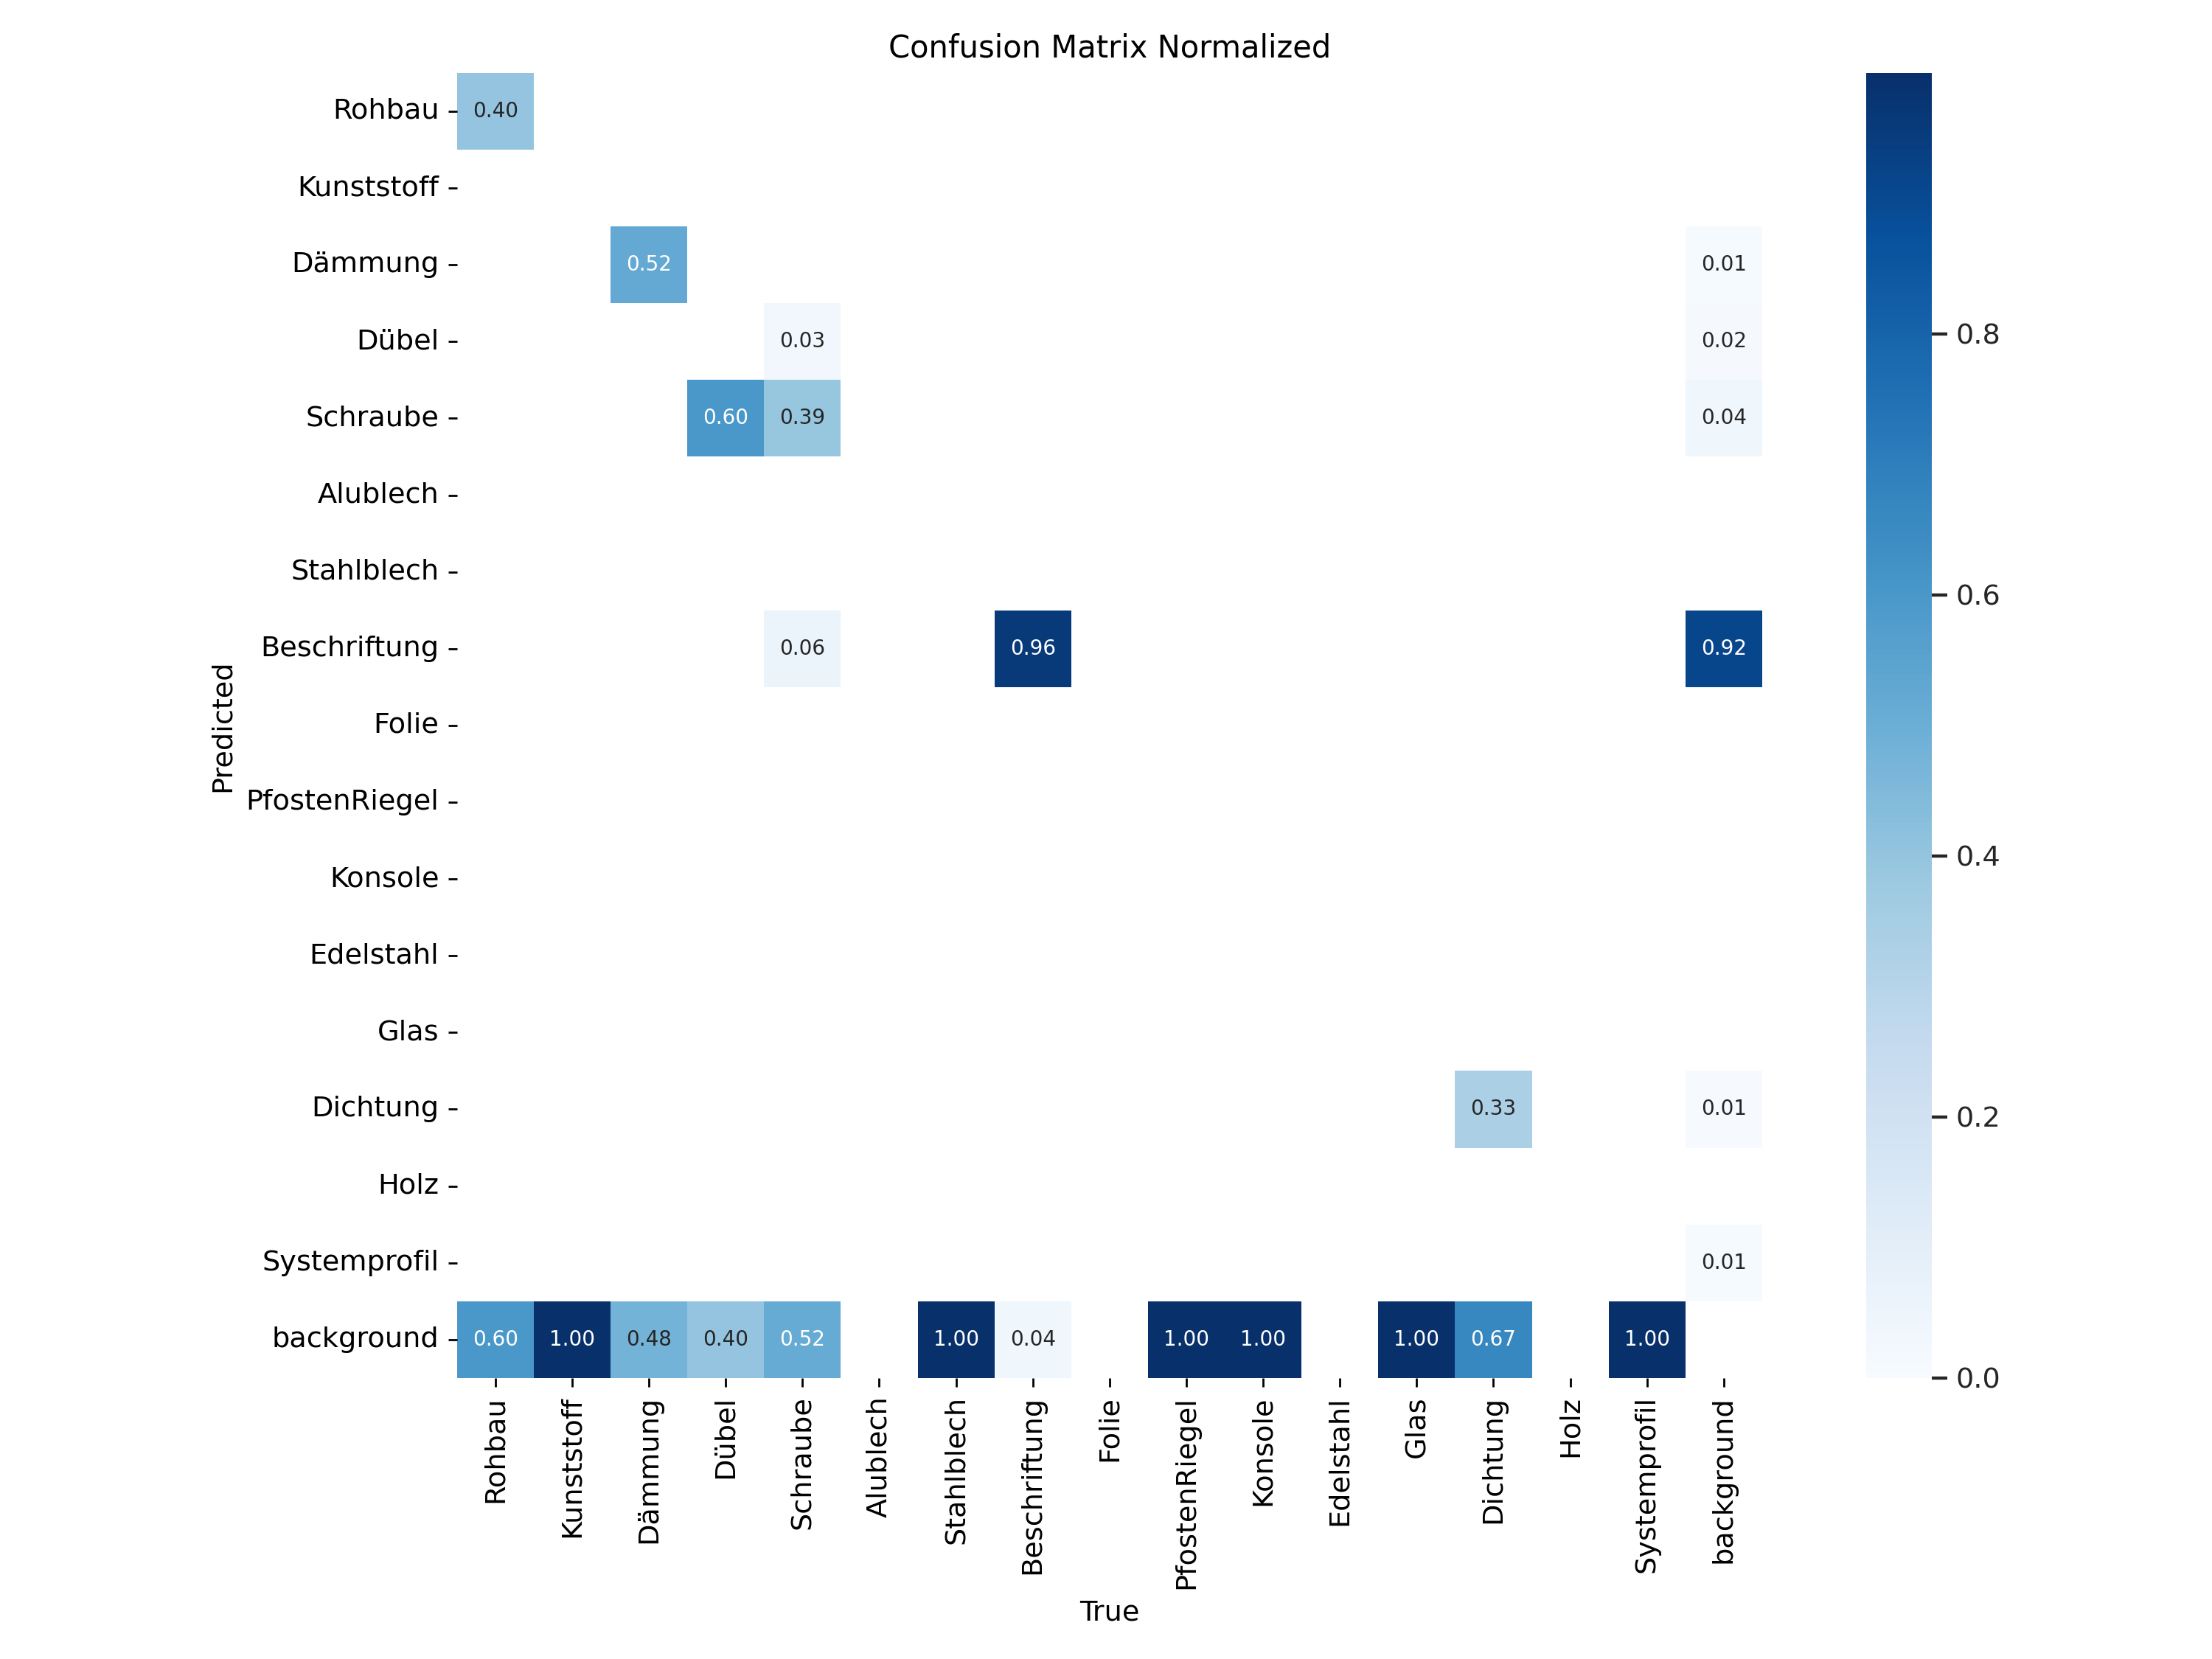 Confusion Matrix Normalized
Rohbau
0.40
Kunststoff
Dämmung
0.52
0.01
Dübel
0.03
0.02
Schraube
0.60
0.39
0.04
Alublech
Stahlblech
Beschriftung
0.06
0.96
0.92
Folie
PfostenRiegel
Konsole
Edelstahl
Glas
Dichtung
0.33
0.01
Holz
Systemprofil
0.01
background
0.60
1.00
0.48
0.40
0.52
1.00
0.04
1.00
1.00
1.00
0.67
1.00
Predicted
Rohbau
Kunststoff
Dämmung
Dübel
Schraube
Alublech
Stahlblech
Beschriftung
Folie
PfostenRiegel
Konsole
Edelstahl
Glas
Dichtung
Holz
Systemprofil
background
True
0.8
0.6
0.4
0.2
0.0